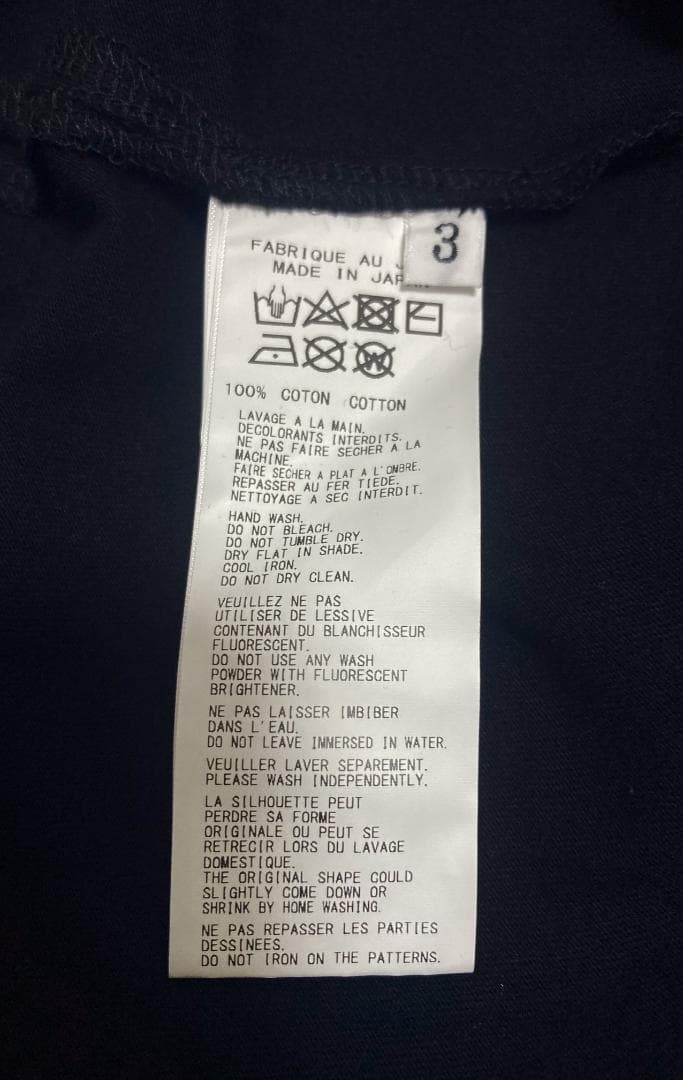 FABRIQUE AU
3
MADE IN
100% COTON COTTON
LAVAGE A LA MAIN.
DECOLORANTS INTERDITS.
NE PAS FAIRE SECHER A LA
MACHINE.
FAIRE SECHER A PLAT A L'OMBRE.
REPASSER AU FER TIEDE.
NETTOYAGE A SEC INTERDIT.
HAND WASH.
DO NOT BLEACH.
DO NOT TUMBLE DRY.
DRY FLAT IN SHADE.
COOL IRON.
DO NOT DRY CLEAN.
VEUILLEZ NE PAS
UTILISER DE LESSIVE
CONTENANT DU BLANCHISSEUR
FLUORESCENT.
DO NOT USE ANY WASH
POWDER WITH FLUORESCENT
BRIGHTENER.
NE PAS LAISSER IMBIBER
DANS L'EAU.
DO NOT LEAVE IMMERSED IN WATER.
VEUILLER LAVER SEPAREMENT.
PLEASE WASH INDEPENDENTLY.
LA SILHOUETTE PEUT
PERDRE SA FORME
ORIGINALE OU PEUT SE
RETRECIR LORS DU LAVAGE
DOMESTIQUE.
THE ORIGINAL SHAPE COULD
SLIGHTLY COME DOWN OR
SHRINK BY HOME WASHING.
NE PAS REPASSER LES PARTIES
DESSINEES.
DO NOT IRON ON THE PATTERNS.